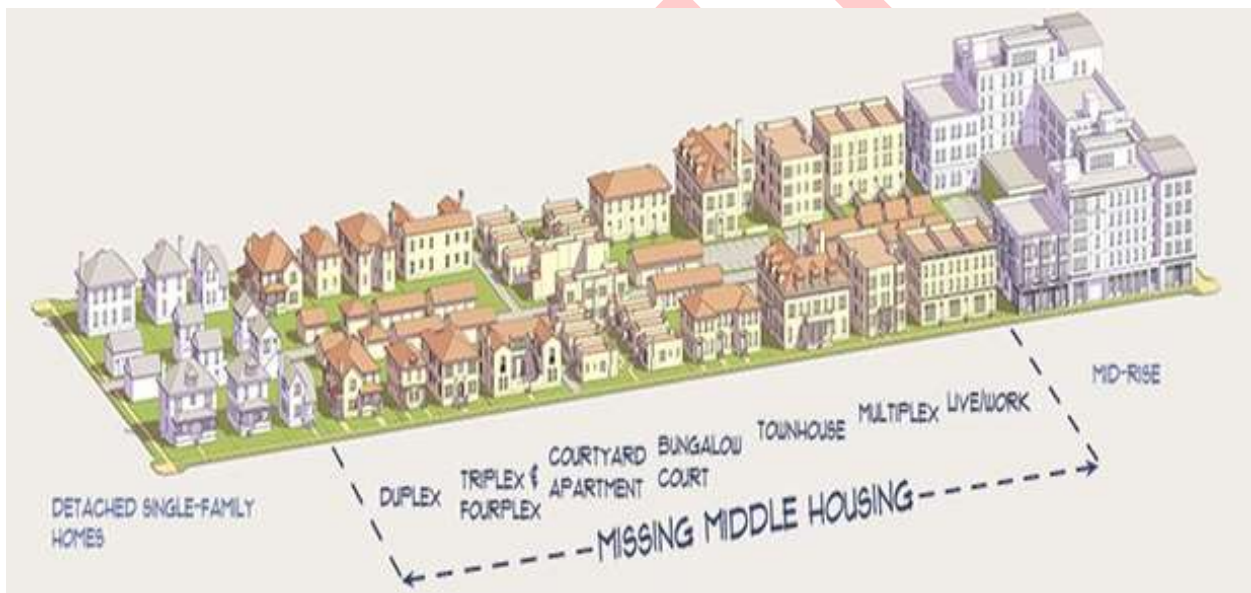 DETACHED SINGLE-FAMILY
HOMES
DUPLEX
TRIPLEX &
FOURPLEX
COURTYARD
APARTMENT
BUNGALOW
COURT
TOWNHOUSE
MULTIPLEX
LIVE/WORK
MID-RISE
MISSING MIDDLE HOUSING